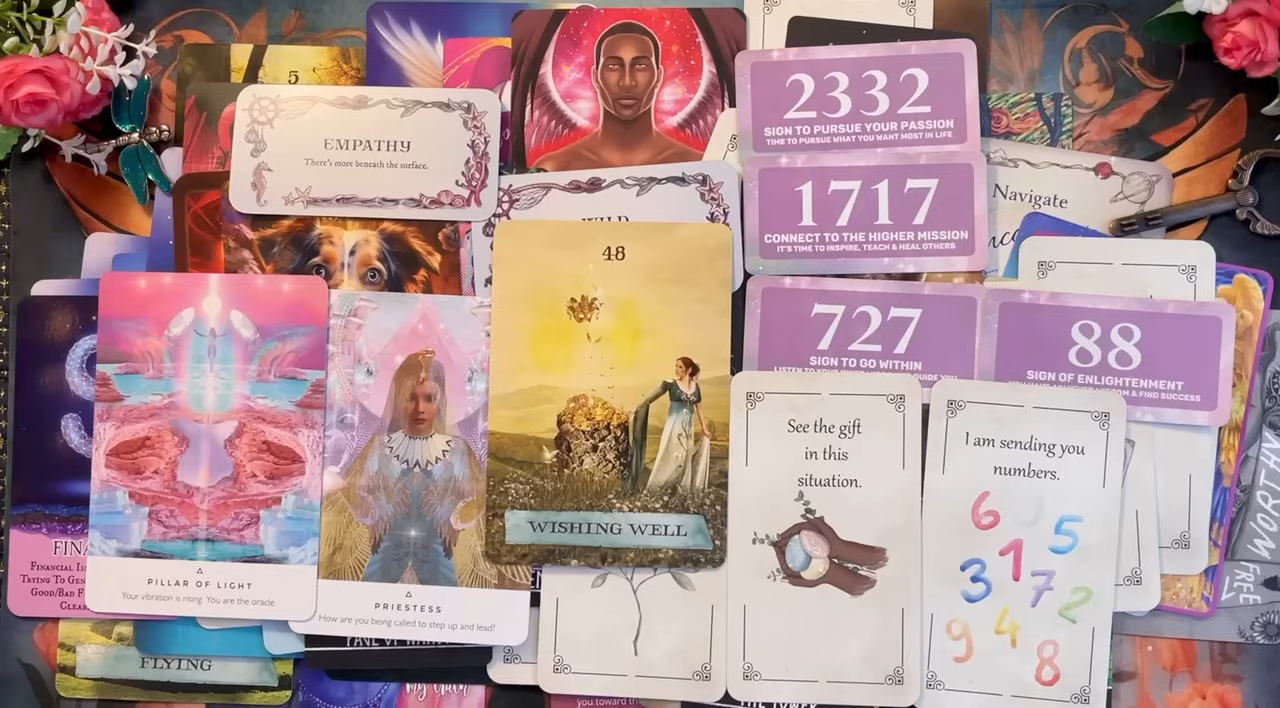 5
EMPATHY
There's more beneath the surface.
2332
SIGN TO PURSUE YOUR PASSION
TIME TO PURSUE WHAT YOU WANT MOST IN LIFE
1717
CONNECT TO THE HIGHER MISSION
IT'S TIME TO INSPIRE, TEACH & HEAL OTHERS
Navigate
48
WISHING WELL
727
SIGN TO GO WITHIN
88
SIGN OF ENLIGHTENMENT
& FIND SUCCESS
See the gift
in this
situation.
I am sending you
numbers.
6
5
1
3
7
2
4
9
8
PILLAR OF LIGHT
Your vibration is rising. You are the oracle.
PRIESTESS
How are you being called to step up and lead?
FINA
FINANCIAL
TRYING TO
GOOD/BAD
CLEAR
FLYING
you toward
THE TOWER
FREE